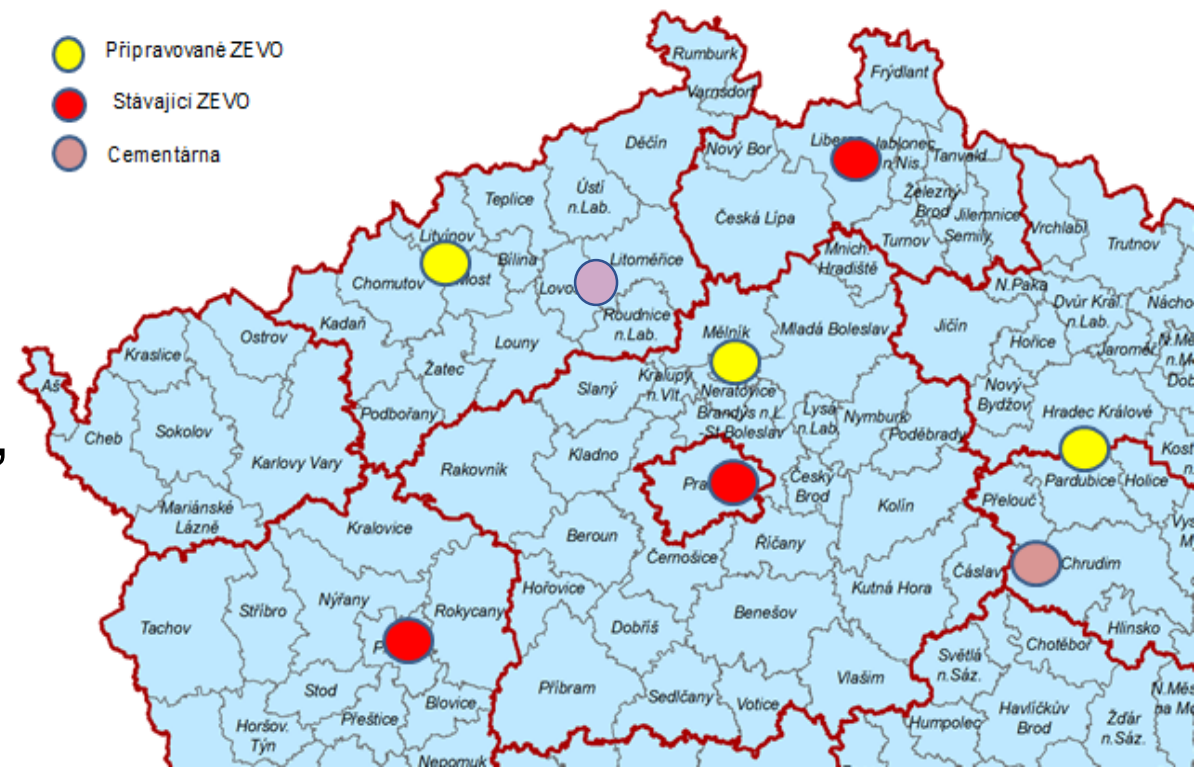 Připravované ZEVO
Stávající ZEVO
Cementárna
Rumburk
Varnsdorf
Frýdlant
Děčín
Nový Bor
Jablonec
n.Nis.
Tanvald
Teplice
Ústí
n.Lab.
Česká Lípa
Železný
Brod
Jilemnice
Semily
Turnov
Vrchlabí
Trutnov
Litvínov
Bílina
Litoměřice
Mnich.
Hradiště
Chomutov
Roudnice
n.Lab.
N.Paka
Dvůr Král.
n.Lab.
Kadaň
Ostrov
Kraslice
Louny
Mělník
Mladá Boleslav
Jičín
Hořice
Jaroměř
Aš
Žatec
Slaný
Kralupy
n.Vlt.
Neratovice
Brandýs n.L.
St.Boleslav
Lysá
n.Lab.
Nymburk
Poděbrady
Nový
Bydžov
Hradec Králové
Podbořany
Cheb
Sokolov
Karlovy Vary
Rakovník
Kladno
Český
Brod
Kolín
Přelouč
Pardubice
Holice
Mariánské
Lázně
Kralovice
Beroun
Černošice
Říčany
Čáslav
Chrudim
Hořovice
Kutná Hora
Tachov
Stříbro
Nýřany
Rokycany
Dobříš
Benešov
Hlinsko
Chotěboř
Světlá
n.Sáz.
Příbram
Sedlčany
Votice
Vlašim
Stod
Přeštice
Blovice
Horšov.
Týn
Nepomuk
Humpolec
Havlíčkův
Brod
Žďár
n.Sáz.